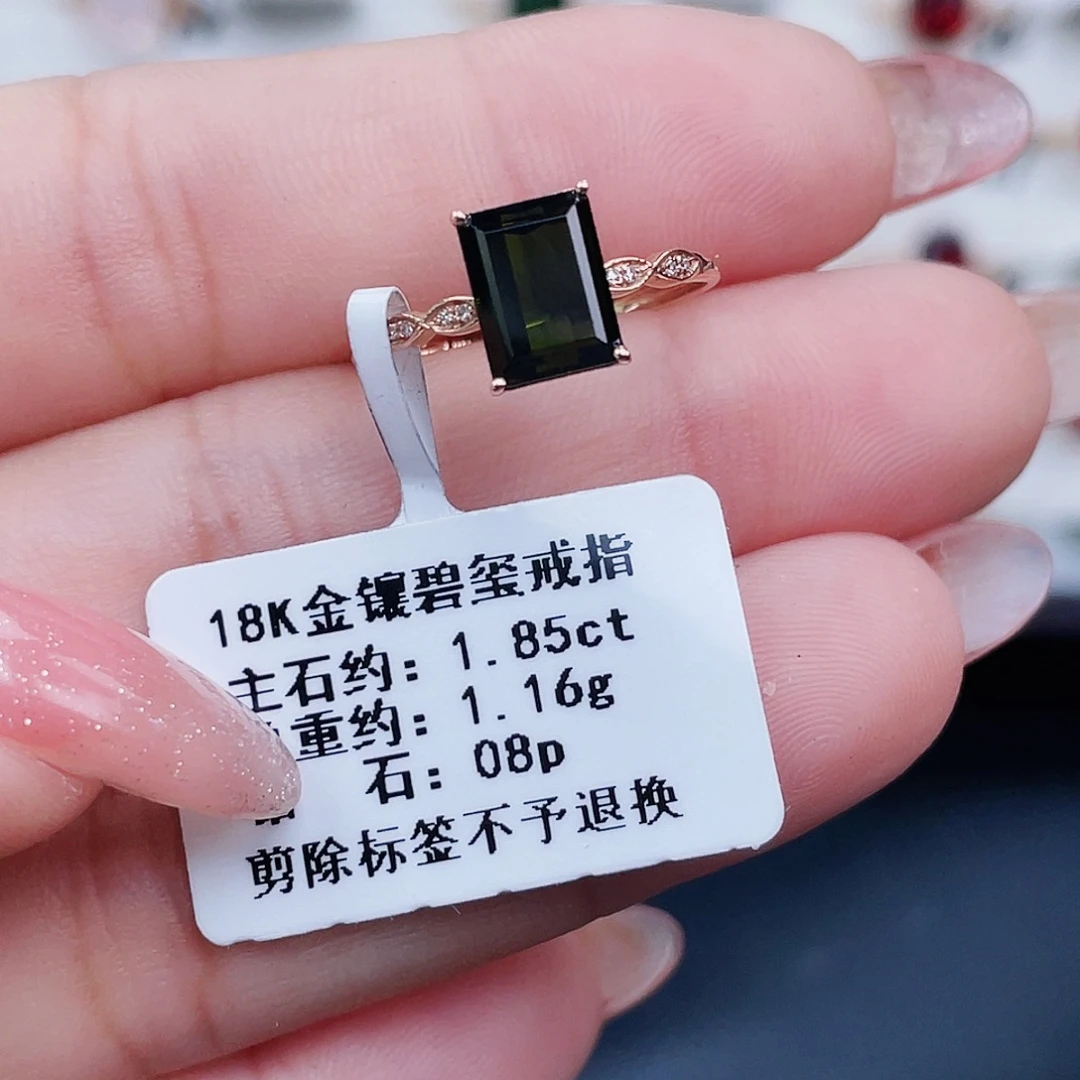 18K金镶碧玺戒指
主石约: 1.85ct
重约: 1.16g
石: 08p
剪除标签不予退换